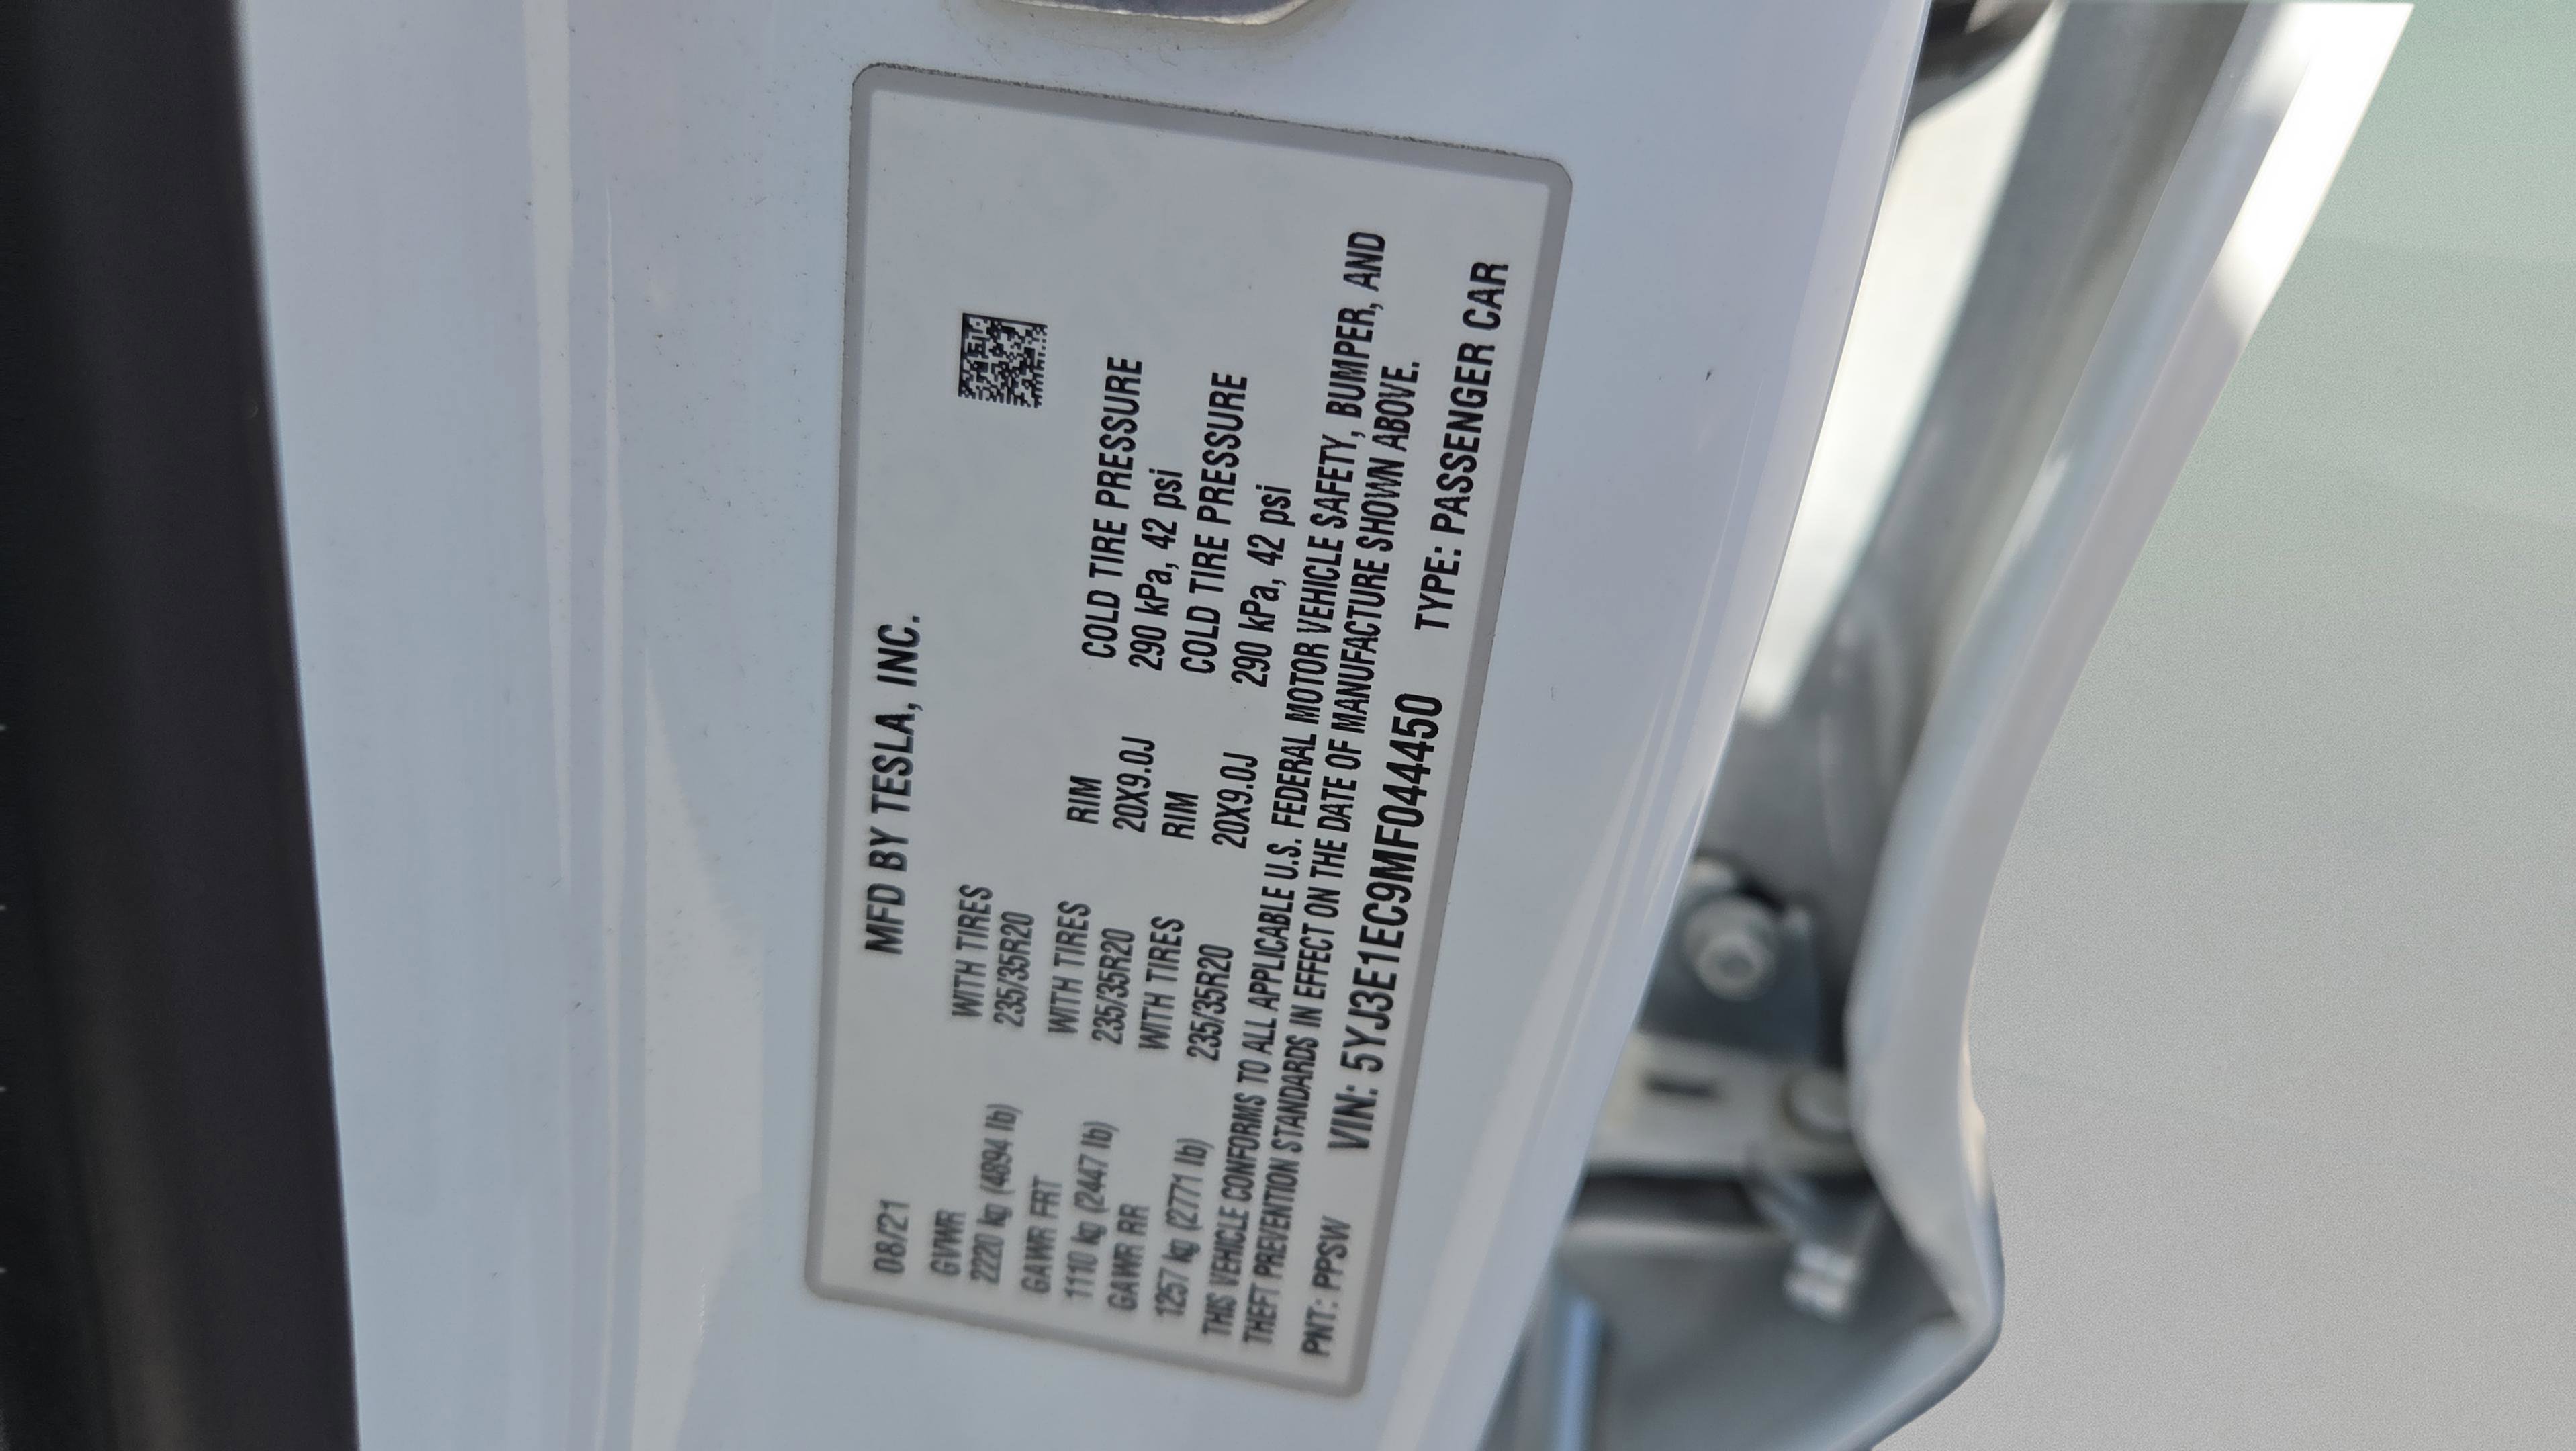 MFD BY TESLA, INC.
08/21
GVWR WITH TIRES
2220 kg (4894 lb) 235/35R20
GAWR FRT WITH TIRES RIM COLD TIRE PRESSURE
1110 kg (2447 lb) 235/35R20 20X9.0J 290 kPa, 42 psi
GAWR RR WITH TIRES RIM COLD TIRE PRESSURE
1257 kg (2771 lb) 235/35R20 20X9.0J 290 kPa, 42 psi
THIS VEHICLE CONFORMS TO ALL APPLICABLE U.S. FEDERAL MOTOR VEHICLE SAFETY, BUMPER, AND
THEFT PREVENTION STANDARDS IN EFFECT ON THE DATE OF MANUFACTURE SHOWN ABOVE.
PNT: PPSW VIN: 5YJ3E1EC9MF044450 TYPE: PASSENGER CAR